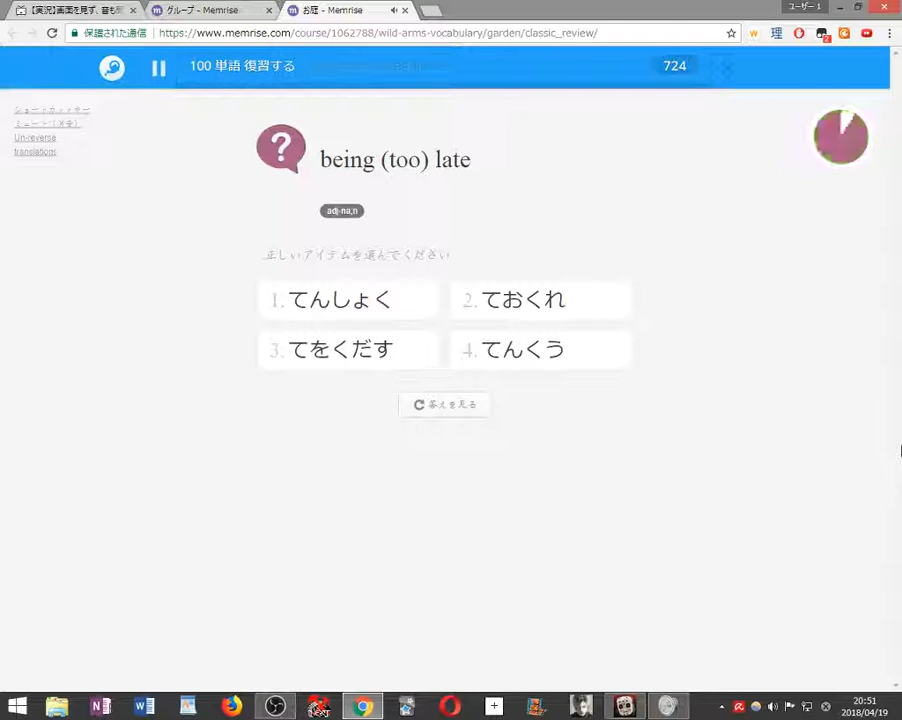 【実況】画面を見ず、音も
グループ - Memrise
お庭 - Memrise
ユーザー 1
保護された通信
https://www.memrise.com/course/1062788/wild-arms-vocabulary/garden/classic_review/
100 単語 復習する
724
Un-reverse
translations
?
being (too) late
adj-na,n
正しいアイテムを選んでください
1. てんしょく
2. ておくれ
3. てをくだす
4. てんくう
答えを見る
20:51
2018/04/19